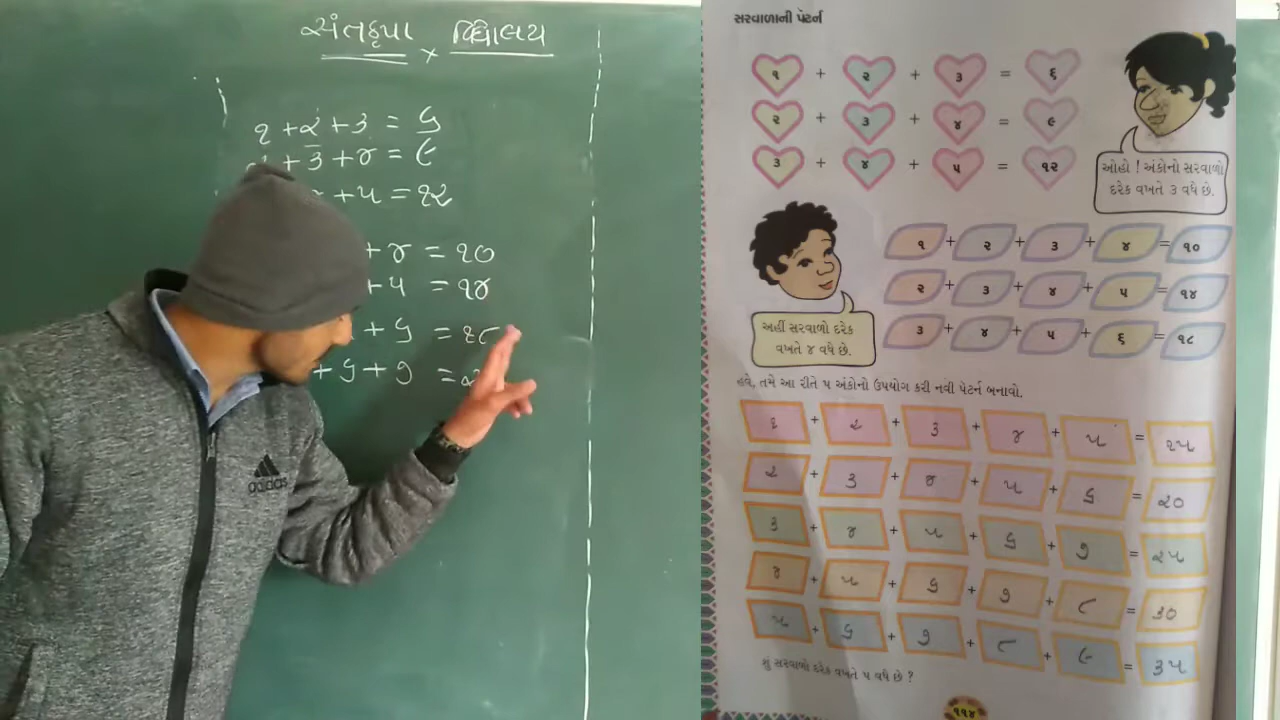 સંતકૃપા × વિદ્યાલય
૧ + ૨ + ૩ = ૬
+ ૩ + ૪ = ૯
+ ૫ = ૧૨
+ ૪ = ૧૦
+ ૫ = ૧૪
+ ૬ = ૧૮
+ ૬ + ૭ =
adidas
સરવાળાની પેટર્ન
૧ + ૨ + ૩ = ૬
૨ + ૩ + ૪ = ૯
૩ + ૪ + ૫ = ૧૨
ઓહો ! અંકોનો સરવાળો
દરેક વખતે ૩ વધે છે.
૧ + ૨ + ૩ + ૪ = ૧૦
૨ + ૩ + ૪ + ૫ = ૧૪
૩ + ૪ + ૫ + ૬ = ૧૮
અહીં સરવાળો દરેક
વખતે ૪ વધે છે.
હવે, તમે આ રીતે ૫ અંકોનો ઉપયોગ કરી નવી પેટર્ન બનાવો.
૧ + ૨ + ૩ + ૪ + ૫ = ૧૫
૨ + ૩ + ૪ + ૫ + ૬ = ૨૦
૩ + ૪ + ૫ + ૬ + ૭ = ૨૫
૪ + ૫ + ૬ + ૭ + ૮ = ૩૦
૫ + ૬ + ૭ + ૮ + ૯ = ૩૫
શું સરવાળો દરેક વખતે ૫ વધે છે ?
૧૧૪